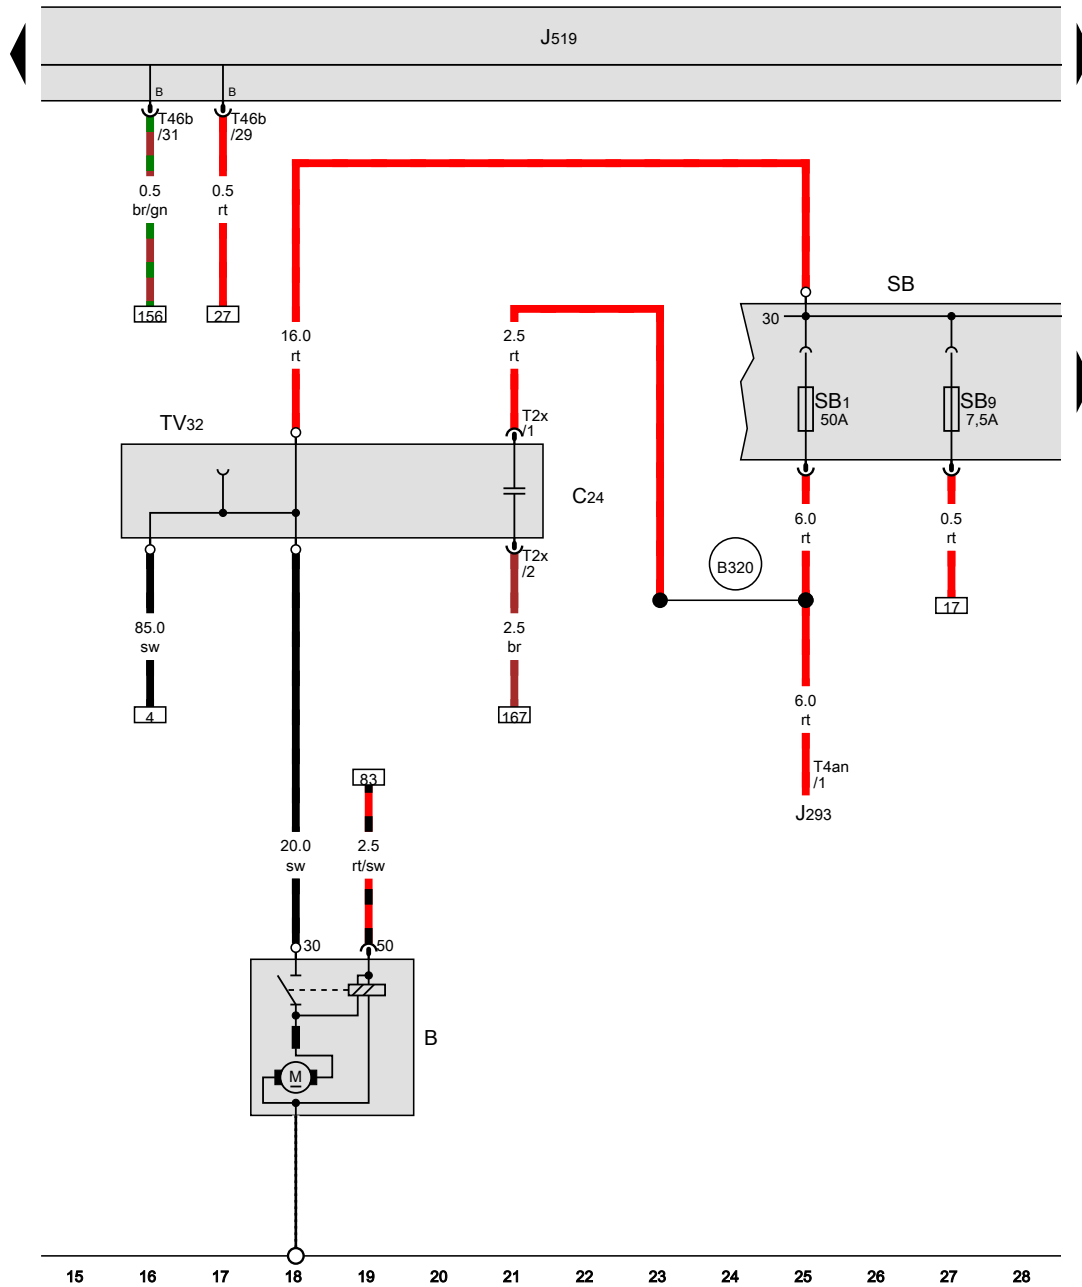 J519
B
B
T46b
/31
T46b
/29
0.5
br/gn
0.5
rt
156
27
SB
30
16.0
rt
2.5
rt
SB1
50A
SB9
7,5A
TV32
T2x
/1
C24
6.0
rt
0.5
rt
T2x
/2
B320
17
85.0
sw
2.5
br
4
167
6.0
rt
T4an
/1
J293
83
20.0
sw
2.5
rt/sw
30
50
B
M
15 16 17 18 19 20 21 22 23 24 25 26 27 28